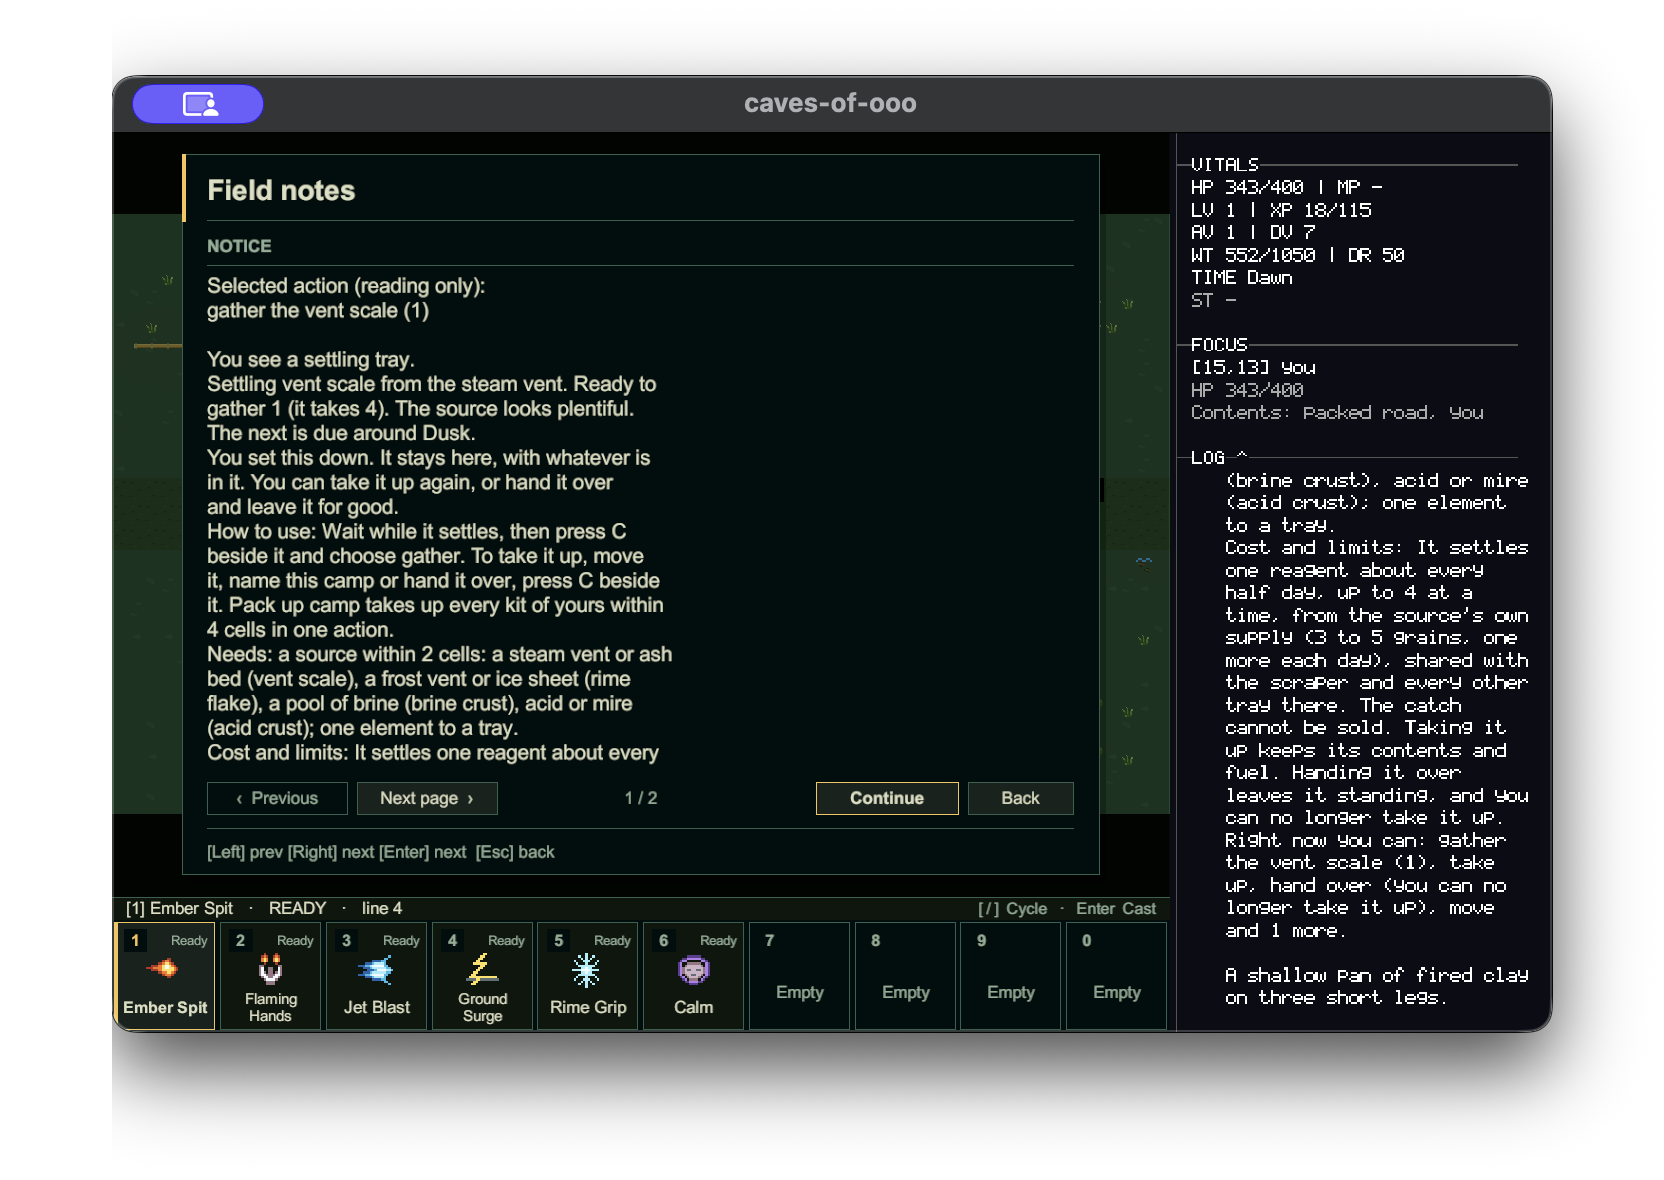 caves-of-ooo
Field notes
NOTICE
Selected action (reading only):
gather the vent scale (1)
You see a settling tray.
Settling vent scale from the steam vent. Ready to
gather 1 (it takes 4). The source looks plentiful.
The next is due around Dusk.
You set this down. It stays here, with whatever is
in it. You can take it up again, or hand it over
and leave it for good.
How to use: Wait while it settles, then press C
beside it and choose gather. To take it up, move
it, name this camp or hand it over, press C beside
it. Pack up camp takes up every kit of yours within
4 cells in one action.
Needs: a source within 2 cells: a steam vent or ash
bed (vent scale), a frost vent or ice sheet (rime
flake), a pool of brine (brine crust), acid or mire
(acid crust); one element to a tray.
Cost and limits: It settles one reagent about every
‹ Previous
Next page ›
1 / 2
Continue
Back
[Left] prev [Right] next [Enter] next [Esc] back
[1] Ember Spit · READY · line 4
[/] Cycle · Enter Cast
1 Ready
Ember Spit
2 Ready
Flaming
Hands
3 Ready
Jet Blast
4 Ready
Ground
Surge
5 Ready
Rime Grip
6 Ready
Calm
7
Empty
8
Empty
9
Empty
0
Empty
VITALS
HP 343/400 | MP -
LV 1 | XP 18/115
AV 1 | DV 7
WT 552/1050 | DR 50
TIME Dawn
ST -
FOCUS
[15,13] you
HP 343/400
Contents: Packed road, you
LOG ^
(brine crust), acid or mire
(acid crust); one element
to a tray.
Cost and limits: It settles
one reagent about every
half day, up to 4 at a
time, from the source's own
supply (3 to 5 grains, one
more each day), shared with
the scraper and every other
tray there. The catch
cannot be sold. Taking it
up keeps its contents and
fuel. Handing it over
leaves it standing, and you
can no longer take it up.
Right now you can: gather
the vent scale (1), take
up, hand over (you can no
longer take it up), move
and 1 more.
A shallow pan of fired clay
on three short legs.